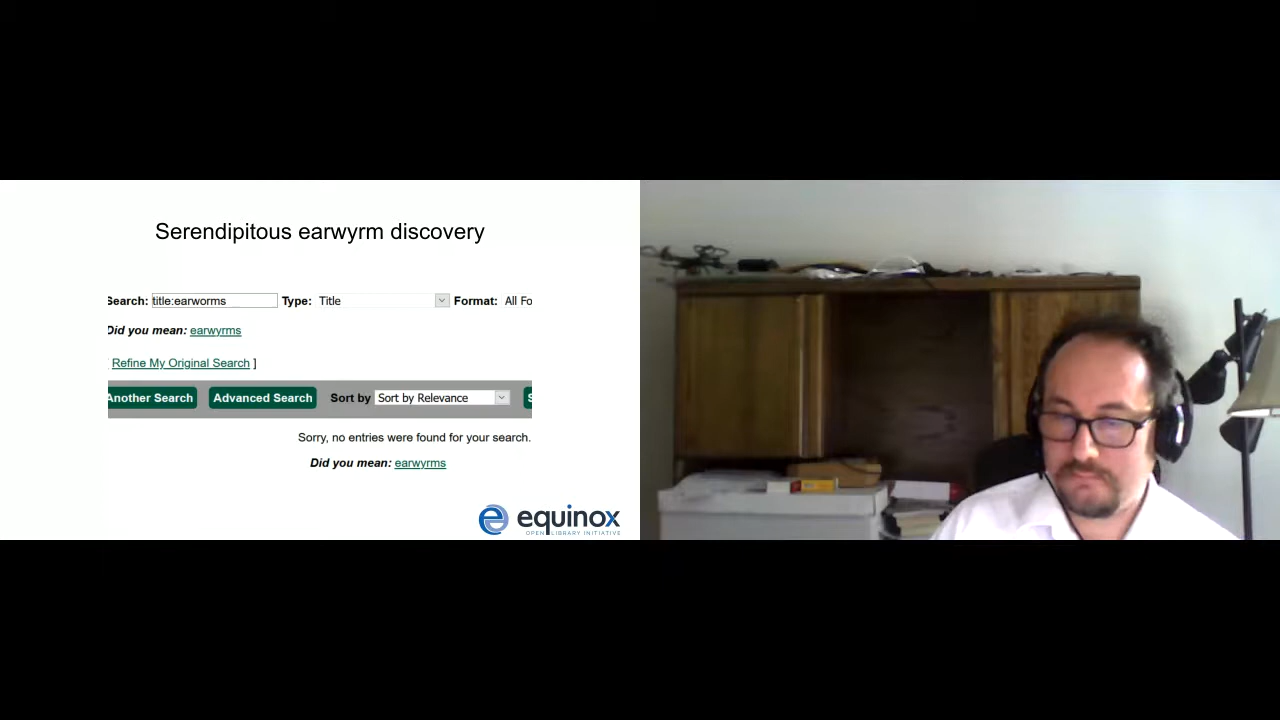 Serendipitous earwyrm discovery
Search: title:earworms Type: Title Format: All Fo
Did you mean: earwyrms
Refine My Original Search ]
Another Search Advanced Search Sort by Sort by Relevance S
Sorry, no entries were found for your search.
Did you mean: earwyrms
equinox
OPEN LIBRARY INITIATIVE